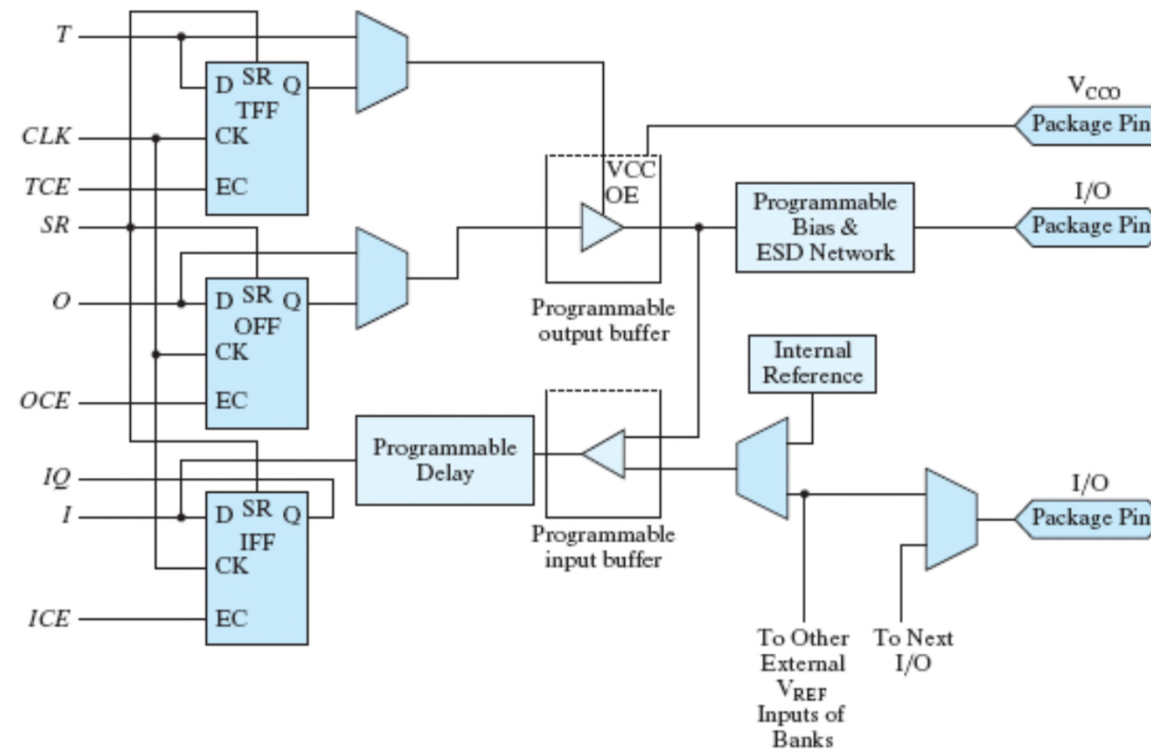 T
SR
D
Q
TFF
CLK
CK
TCE
EC
SR
VCCO
Package Pin
VCC
OE
I/O
Package Pin
Programmable
Bias &
ESD Network
O
SR
D
Q
OFF
CK
OCE
EC
Programmable
output buffer
Internal
Reference
Programmable
Delay
IQ
I
SR
D
Q
IFF
CK
ICE
EC
Programmable
input buffer
I/O
Package Pin
To Other
External
VREF
Inputs of
Banks
To Next
I/O